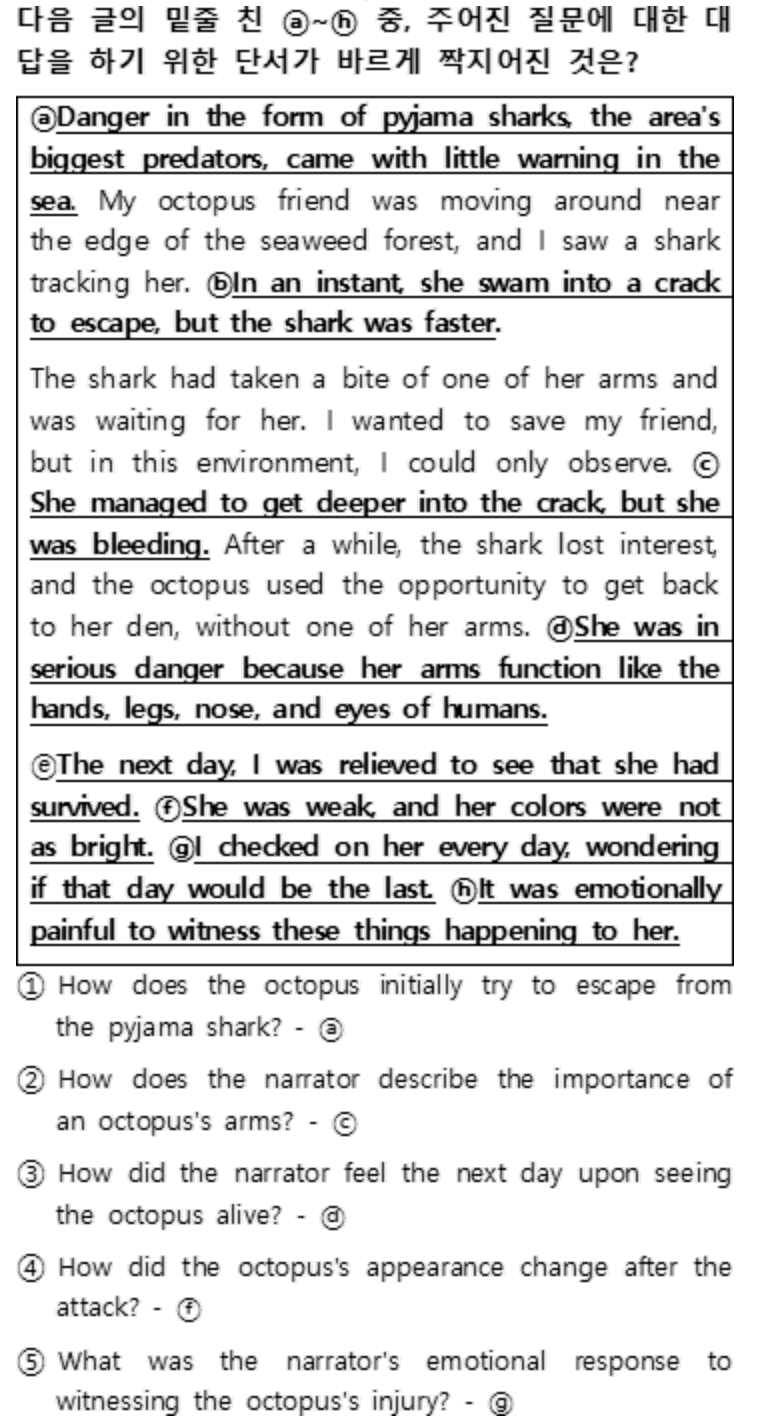 다음 글의 밑줄 친 ⓐ~ⓗ 중, 주어진 질문에 대한 대
답을 하기 위한 단서가 바르게 짝지어진 것은?
ⓐDanger in the form of pyjama sharks, the area's
biggest predators, came with little warning in the
sea. My octopus friend was moving around near
the edge of the seaweed forest, and I saw a shark
tracking her. ⓑIn an instant, she swam into a crack
to escape, but the shark was faster.
The shark had taken a bite of one of her arms and
was waiting for her. I wanted to save my friend,
but in this environment, I could only observe. ⓒ
She managed to get deeper into the crack, but she
was bleeding. After a while, the shark lost interest,
and the octopus used the opportunity to get back
to her den, without one of her arms. ⓓShe was in
serious danger because her arms function like the
hands, legs, nose, and eyes of humans.
ⓔThe next day, I was relieved to see that she had
survived. ⓕShe was weak, and her colors were not
as bright. ⓖI checked on her every day, wondering
if that day would be the last. ⓗIt was emotionally
painful to witness these things happening to her.
① How does the octopus initially try to escape from
the pyjama shark? - ⓐ
② How does the narrator describe the importance of
an octopus's arms? - ⓒ
③ How did the narrator feel the next day upon seeing
the octopus alive? - ⓓ
④ How did the octopus's appearance change after the
attack? - ⓕ
⑤ What was the narrator's emotional response to
witnessing the octopus's injury? - ⓖ